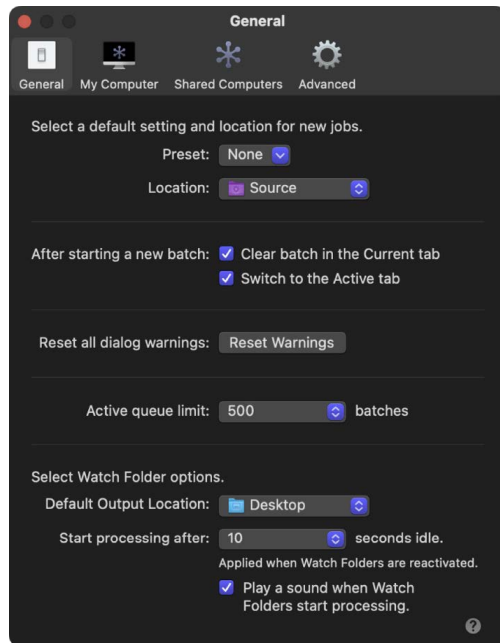 General
General
My Computer
Shared Computers
Advanced
Select a default setting and location for new jobs.
Preset: None
Location: Source
After starting a new batch: Clear batch in the Current tab
Switch to the Active tab
Reset all dialog warnings: Reset Warnings
Active queue limit: 500 batches
Select Watch Folder options.
Default Output Location: Desktop
Start processing after: 10 seconds idle.
Applied when Watch Folders are reactivated.
Play a sound when Watch
Folders start processing.
?